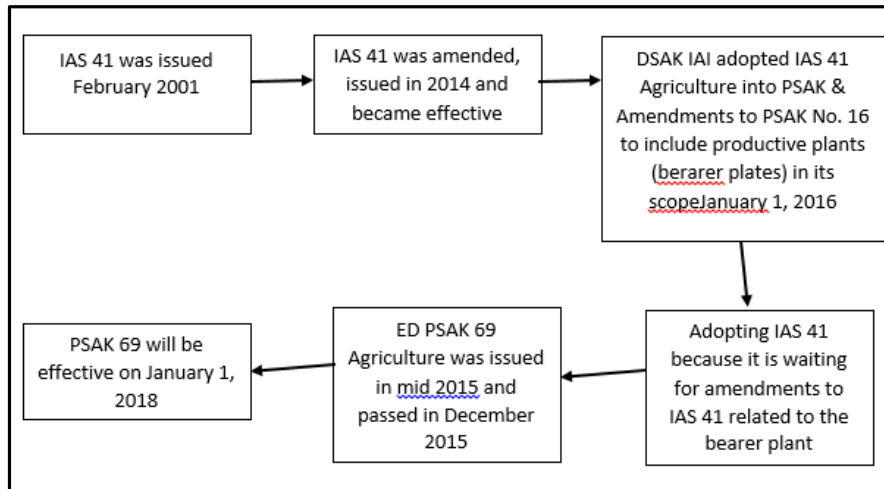 IAS 41 was issued
February 2001
IAS 41 was amended,
issued in 2014 and
became effective
DSAK IAI adopted IAS 41
Agriculture into PSAK &
Amendments to PSAK No. 16
to include productive plants
(berarer plates) in its
scopeJanuary 1, 2016
Adopting IAS 41
because it is waiting
for amendments to
IAS 41 related to the
bearer plant
ED PSAK 69
Agriculture was issued
in mid 2015 and
passed in December
2015
PSAK 69 will be
effective on January 1,
2018